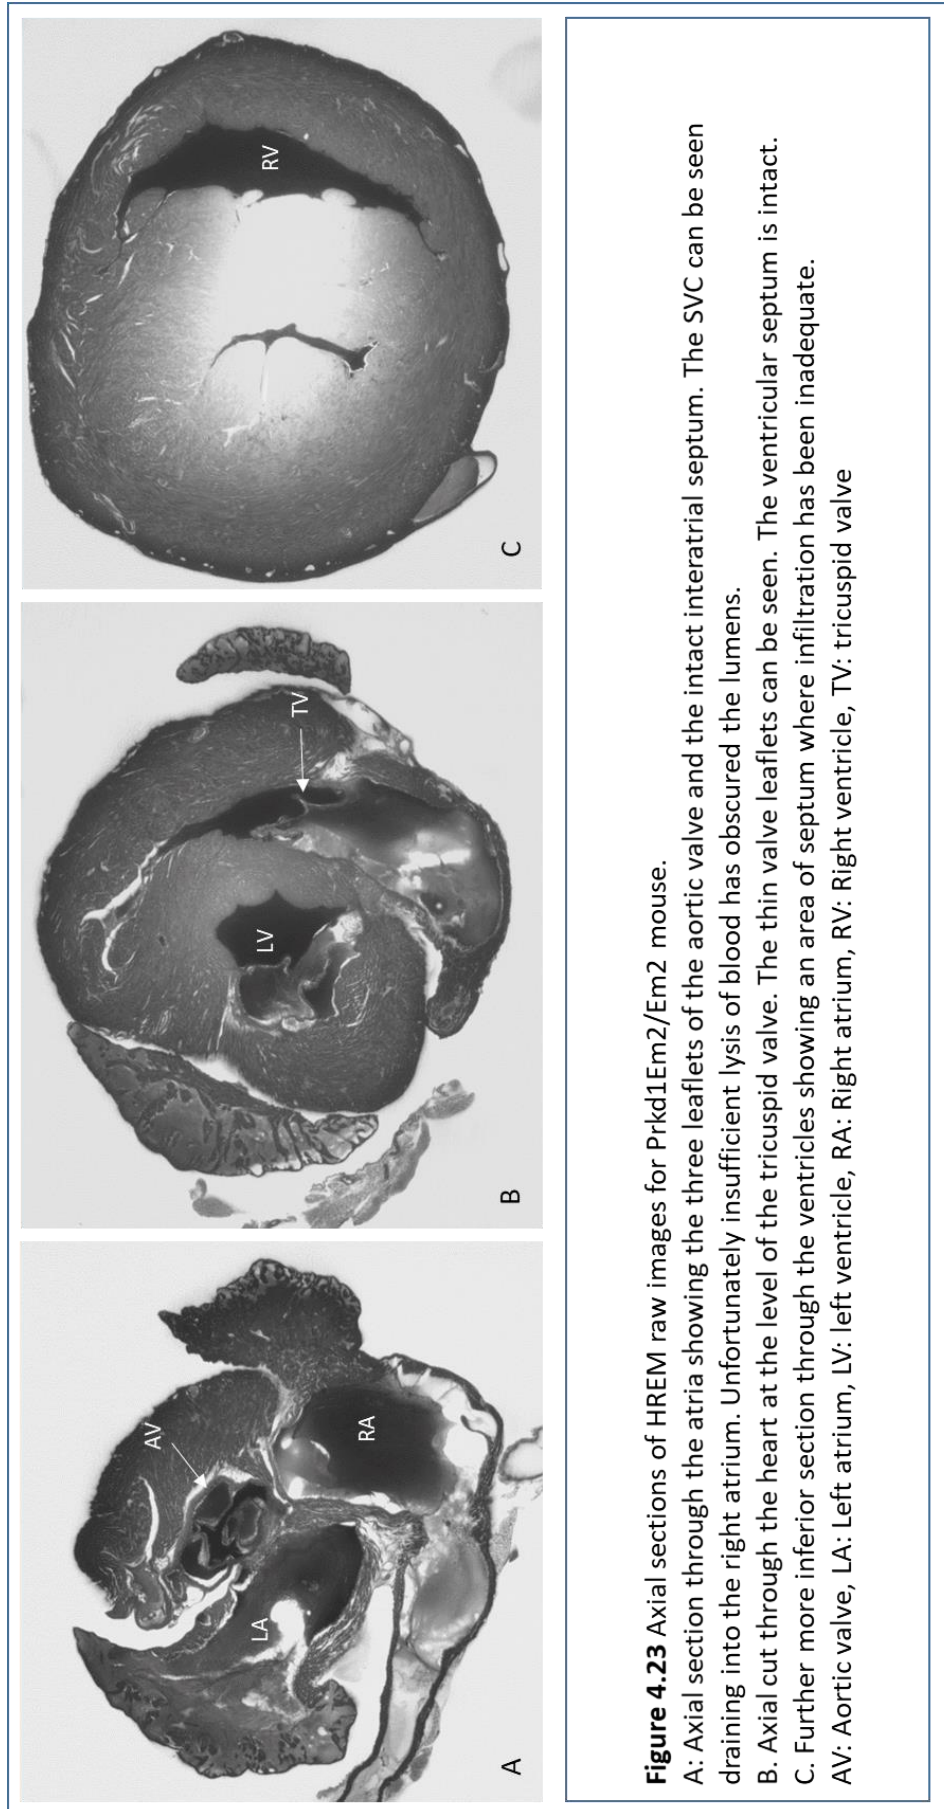 A
AV
LA
RA
B
LV
TV
C
RV
Figure 4.23 Axial sections of HREM raw images for Prkd1Em2/Em2 mouse.
A: Axial section through the atria showing the three leaflets of the aortic valve and the intact interatrial septum. The SVC can be seen
draining into the right atrium. Unfortunately insufficient lysis of blood has obscured the lumens.
B. Axial cut through the heart at the level of the tricuspid valve. The thin valve leaflets can be seen. The ventricular septum is intact.
C. Further more inferior section through the ventricles showing an area of septum where infiltration has been inadequate.
AV: Aortic valve, LA: Left atrium, LV: left ventricle, RA: Right atrium, RV: Right ventricle, TV: tricuspid valve